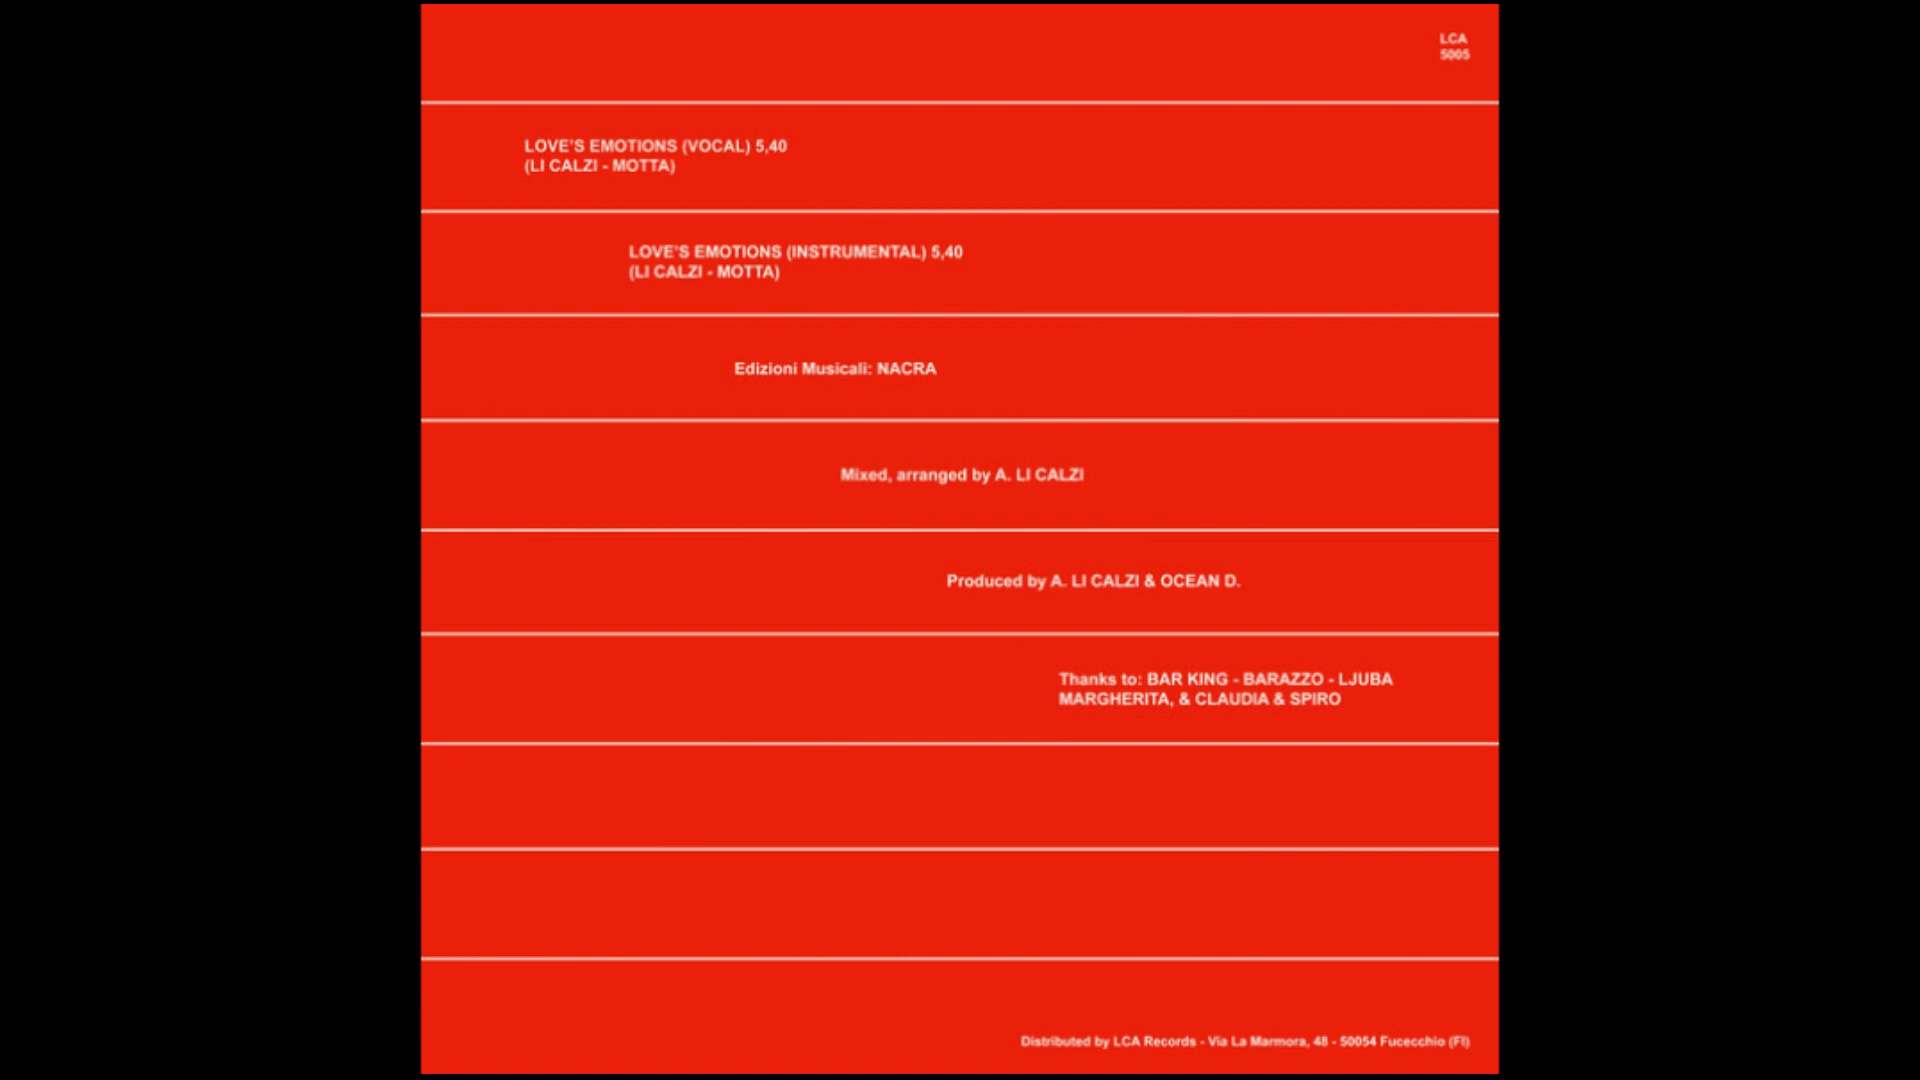 LCA
5005
LOVE'S EMOTIONS (VOCAL) 5,40
(LI CALZI - MOTTA)
LOVE'S EMOTIONS (INSTRUMENTAL) 5,40
(LI CALZI - MOTTA)
Edizioni Musicali: NACRA
Mixed, arranged by A. LI CALZI
Produced by A. LI CALZI & OCEAN D.
Thanks to: BAR KING - BARAZZO - LJUBA
MARGHERITA, & CLAUDIA & SPIRO
Distributed by LCA Records - Via La Marmora, 48 - 50054 Fucecchio (FI)